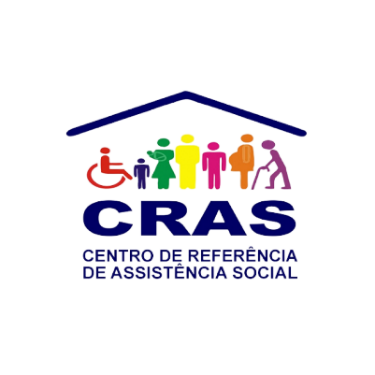 CRAS
CENTRO DE REFERÊNCIA
DE ASSISTÊNCIA SOCIAL